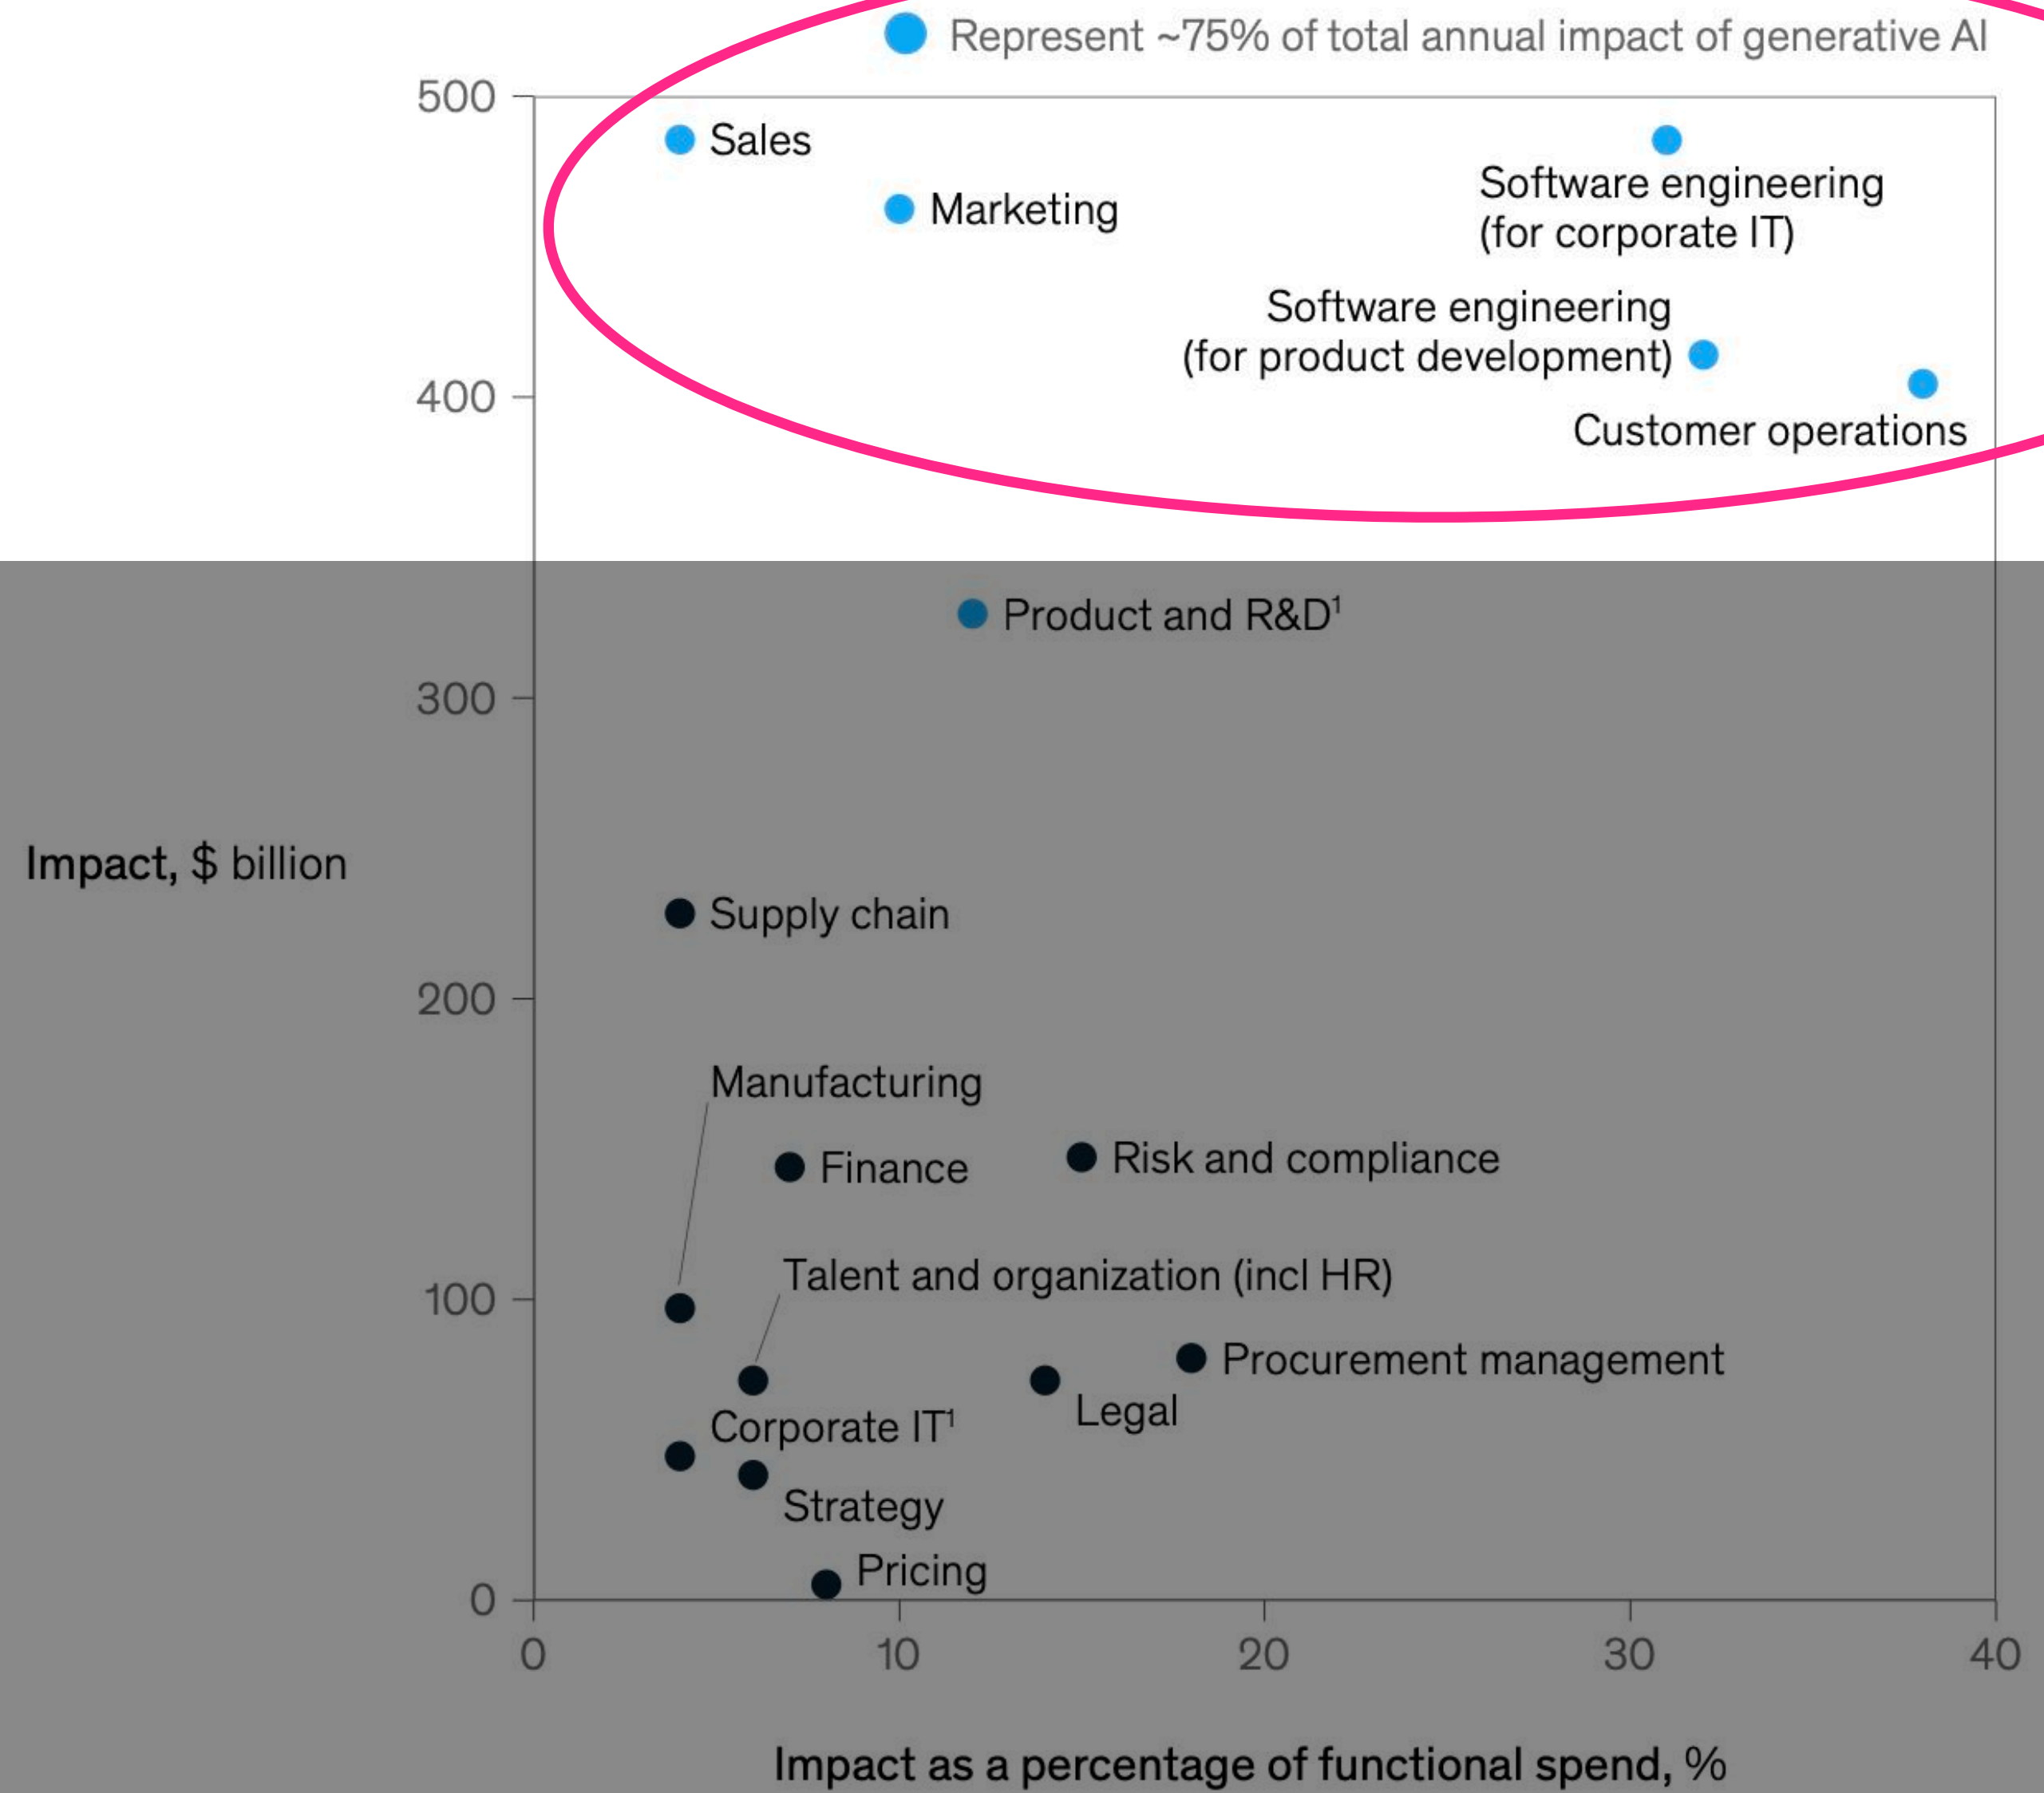 Represent ~75% of total annual impact of generative AI
500
Sales
Marketing
Software engineering
(for corporate IT)
Software engineering
(for product development)
400
Customer operations
Product and R&D¹
300
Impact, $ billion
Supply chain
200
Manufacturing
Finance
Risk and compliance
Talent and organization (incl HR)
100
Procurement management
Legal
Corporate IT¹
Strategy
Pricing
0
0 10 20 30 40
Impact as a percentage of functional spend, %